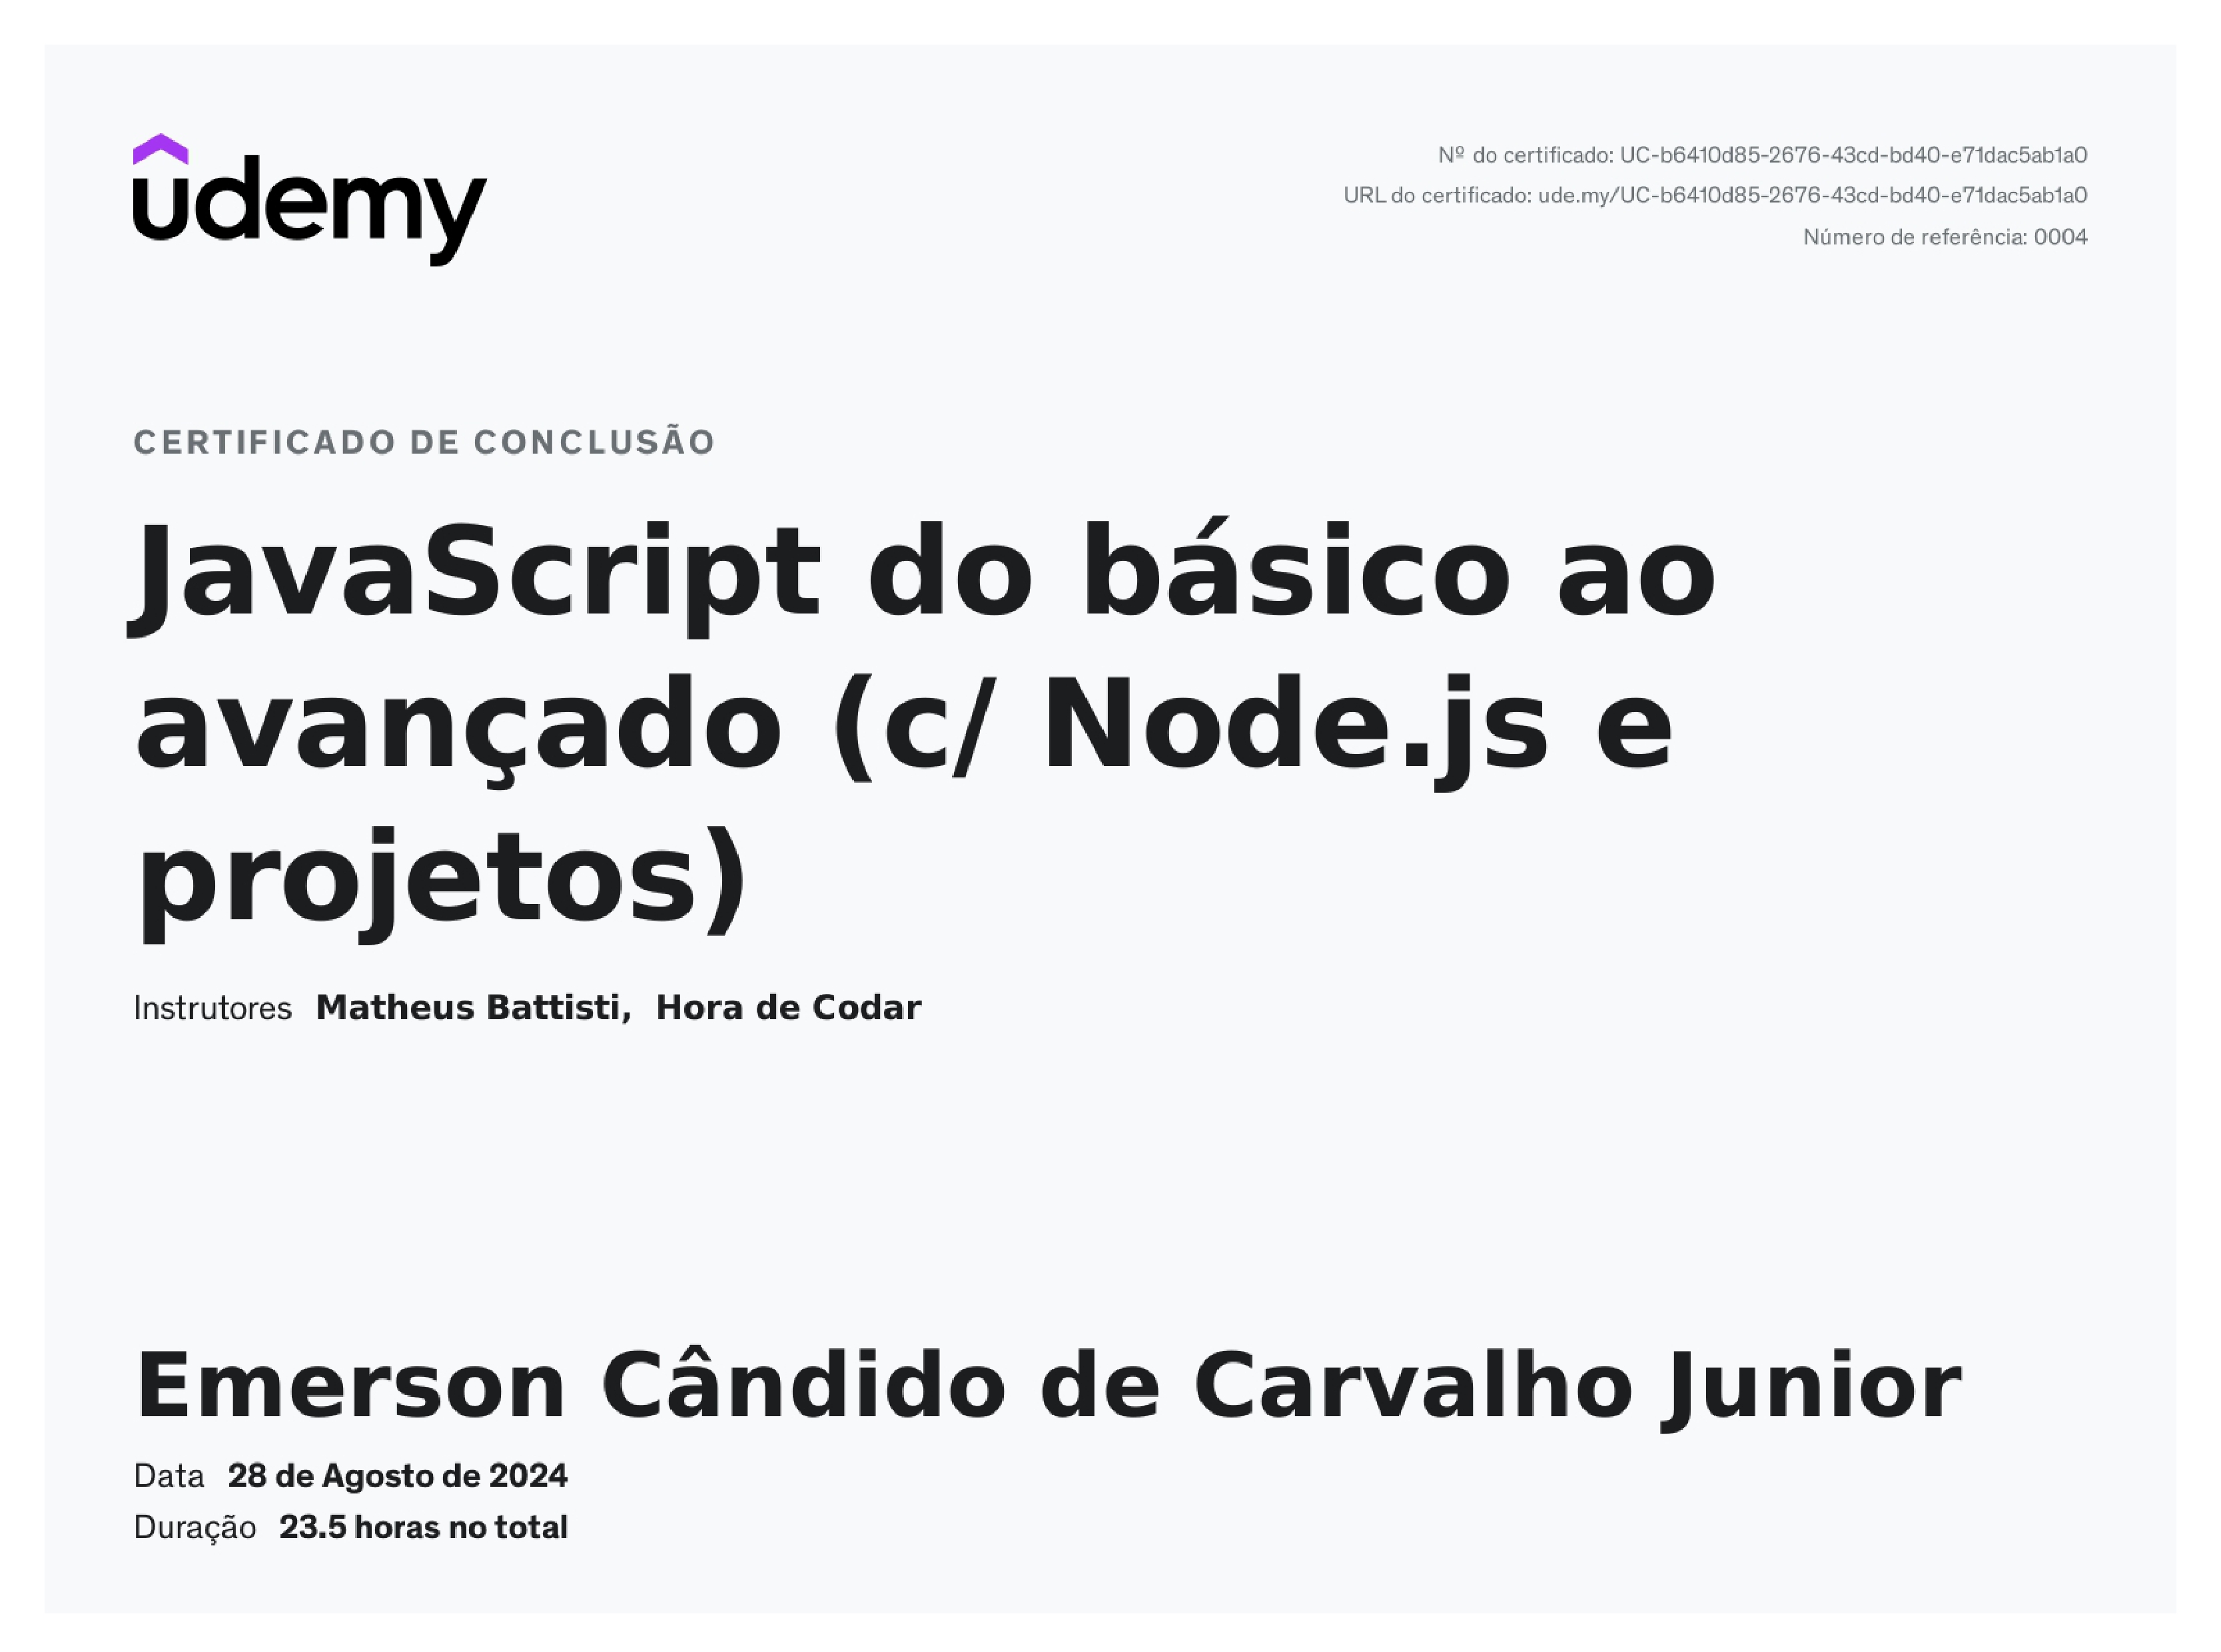 udemy
Nº do certificado: UC-b6410d85-2676-43cd-bd40-e71dac5ab1a0
URL do certificado: ude.my/UC-b6410d85-2676-43cd-bd40-e71dac5ab1a0
Número de referência: 0004
CERTIFICADO DE CONCLUSÃO
JavaScript do básico ao
avançado (c/ Node.js e
projetos)
Instrutores Matheus Battisti, Hora de Codar
Emerson Cândido de Carvalho Junior
Data 28 de Agosto de 2024
Duração 23.5 horas no total